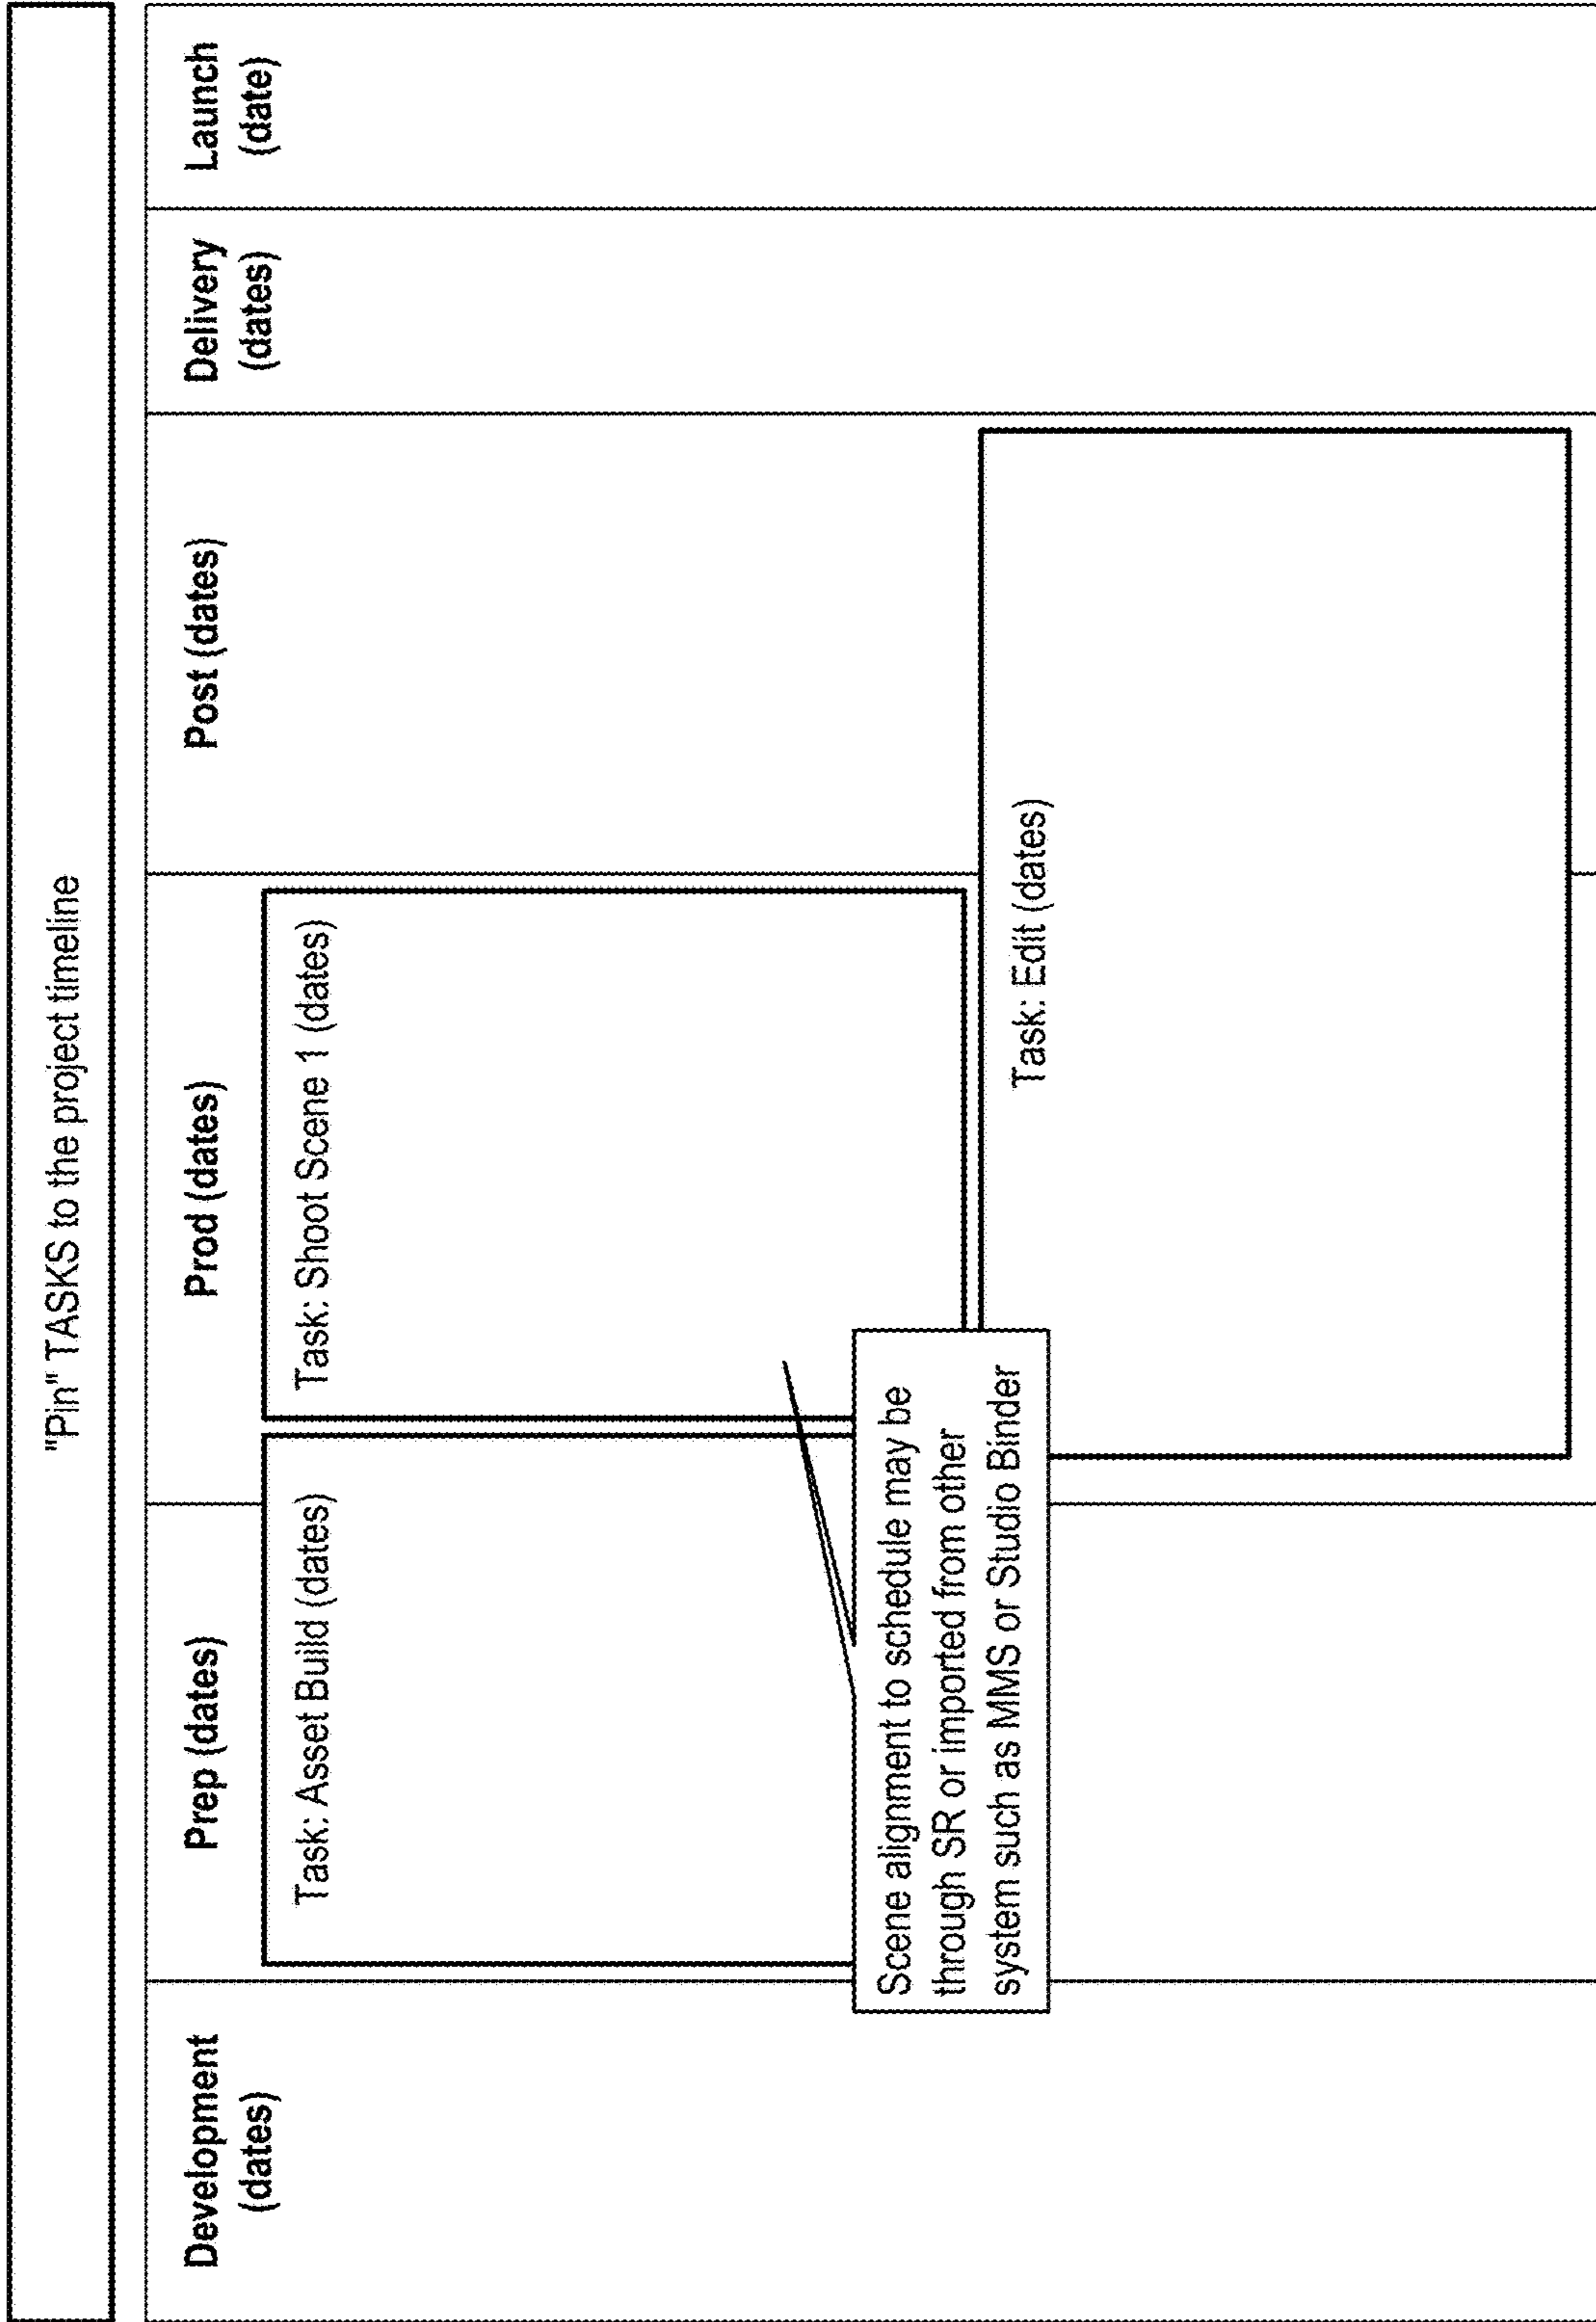 "Pin" TASKS to the project timeline
Development
(dates)
Prep (dates)
Prod (dates)
Post (dates)
Delivery
(dates)
Launch
(date)
Task: Asset Build (dates)
Task: Shoot Scene 1 (dates)
Scene alignment to schedule may be
through SR or imported from other
system such as MMS or Studio Binder
Task: Edit (dates)